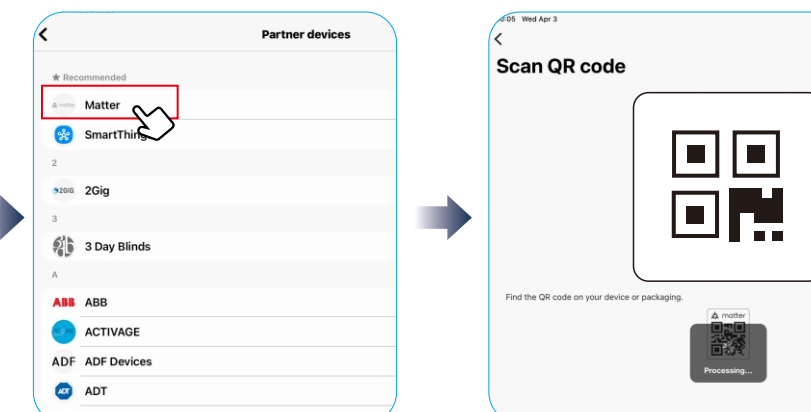 Partner devices
★ Recommended
matter Matter
SmartThings
2
2GIG 2Gig
3
3 Day Blinds
A
ABB ABB
ACTIVAGE
ADF ADF Devices
ADT ADT
:05 Wed Apr 3
Scan QR code
Find the QR code on your device or packaging.
matter
Processing...